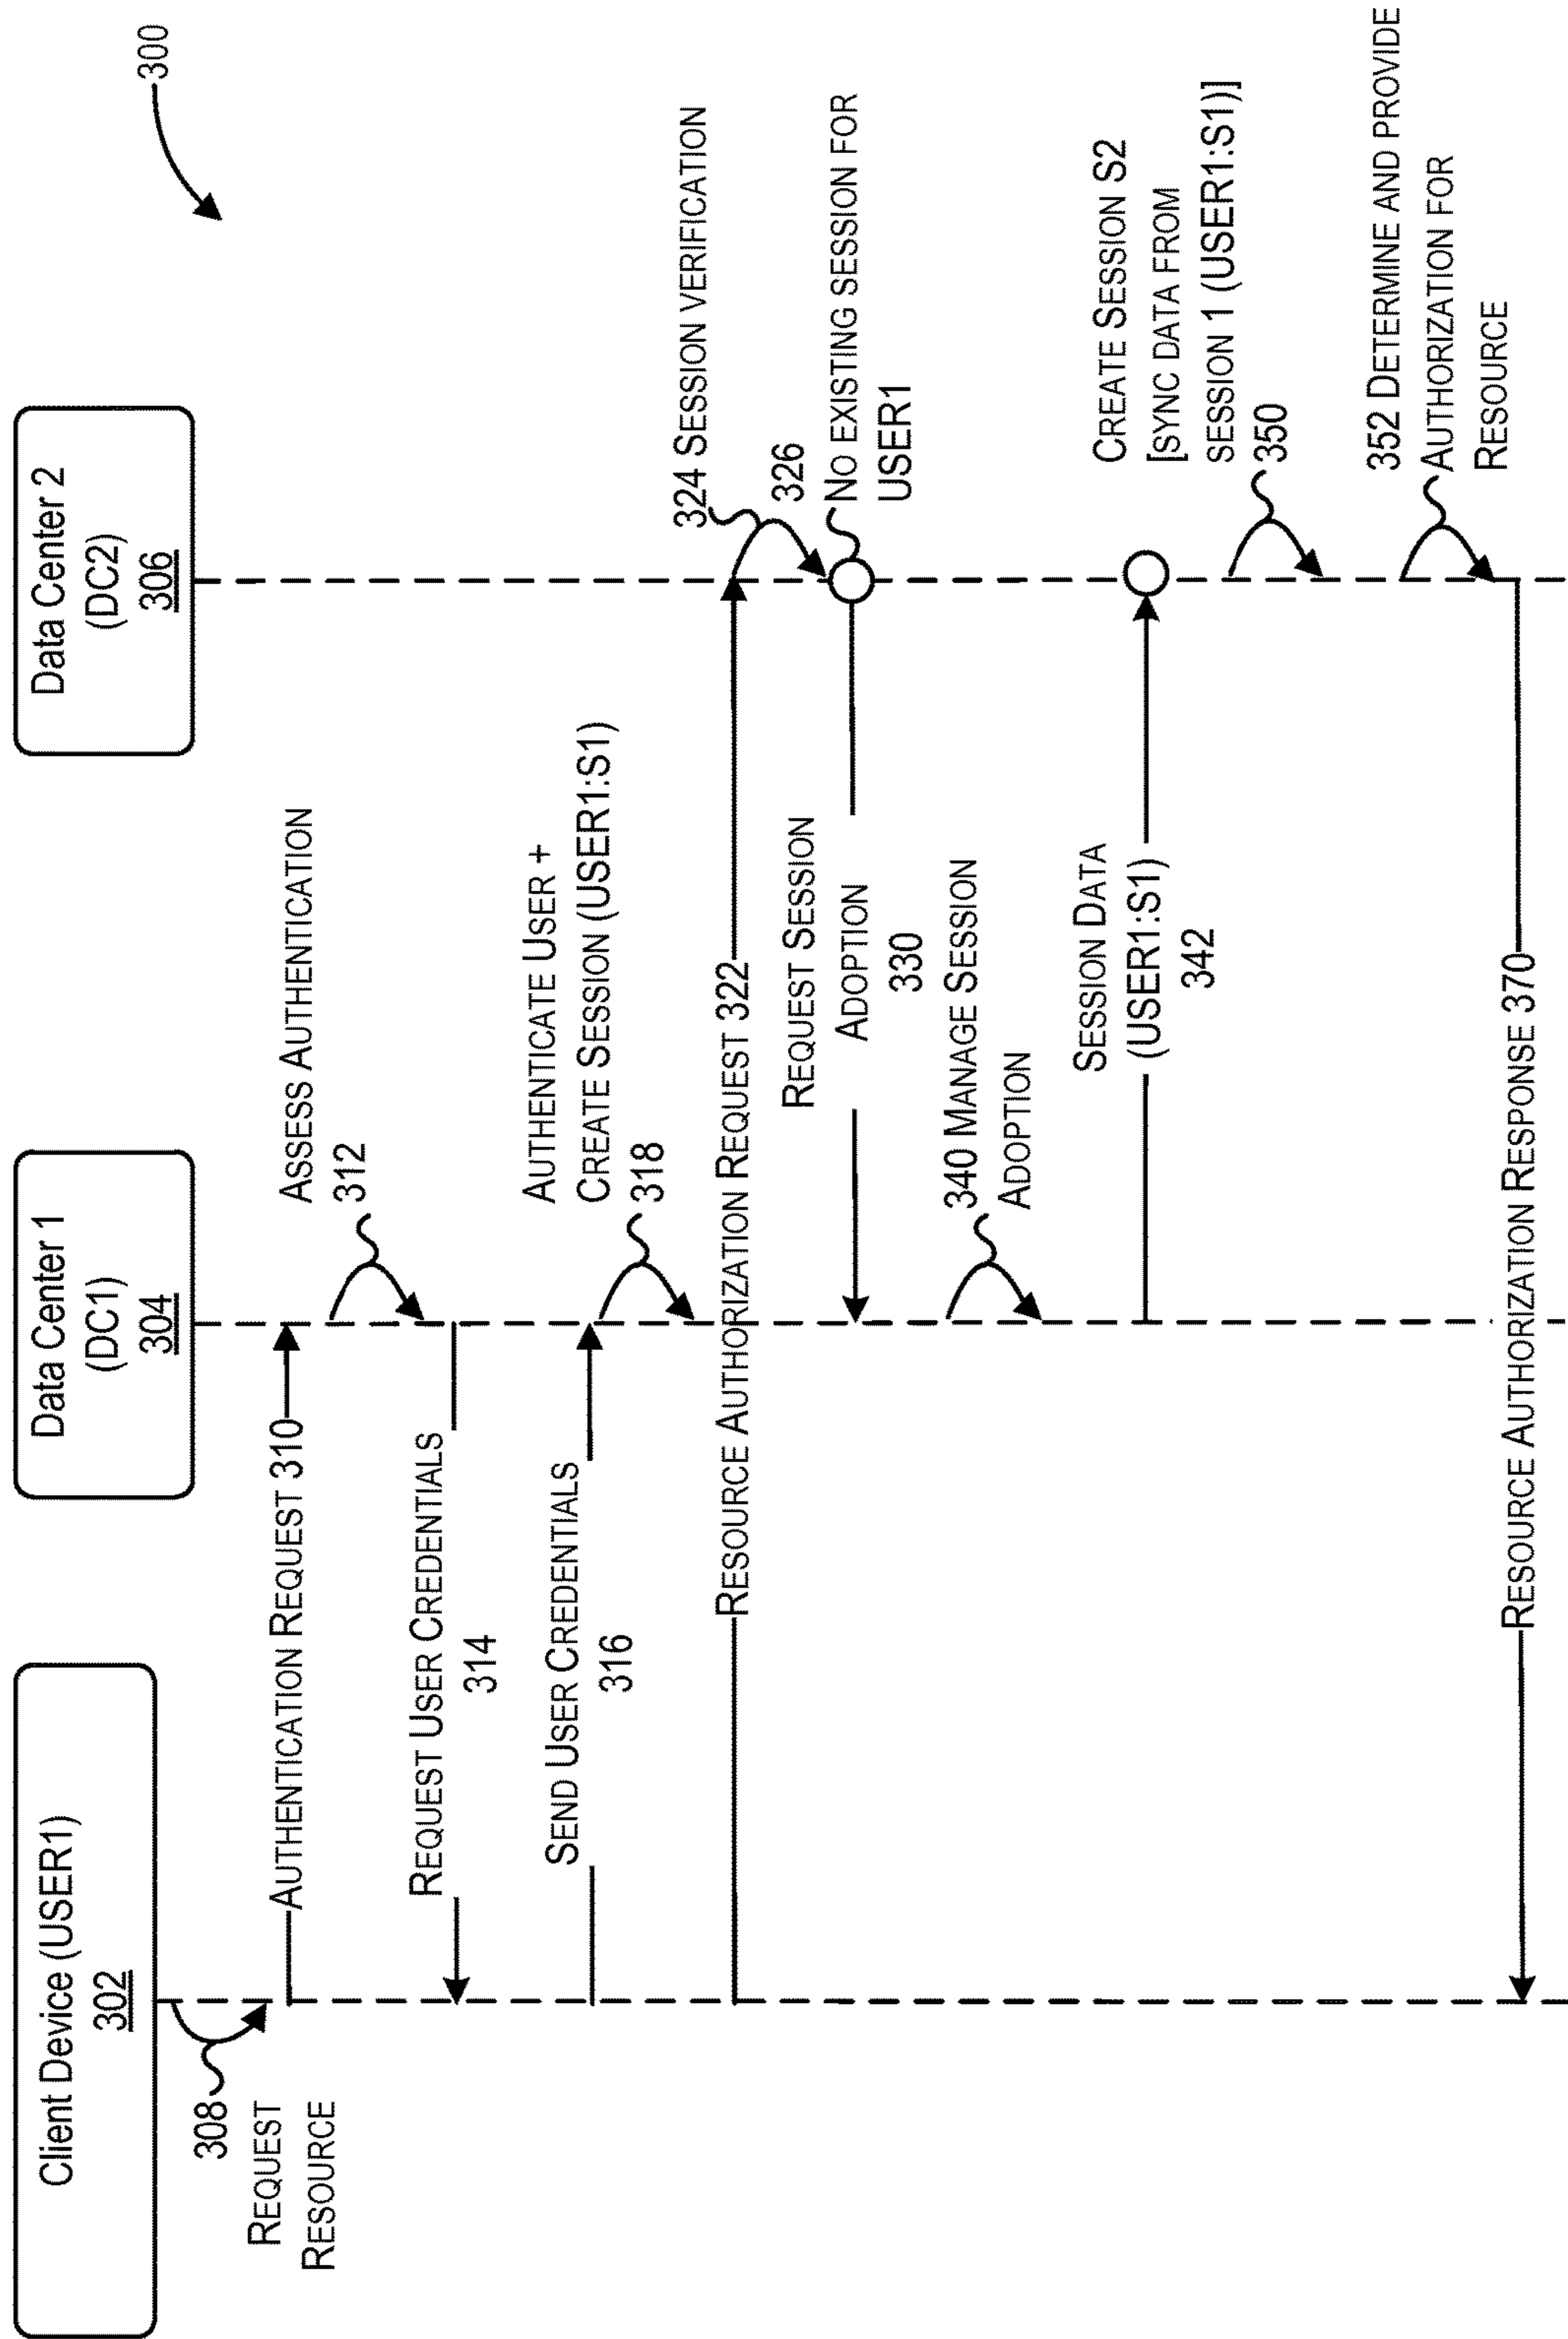 300
Client Device (USER1)
302
Data Center 1
(DC1)
304
Data Center 2
(DC2)
306
308
REQUEST
RESOURCE
AUTHENTICATION REQUEST 310
ASSESS AUTHENTICATION
312
REQUEST USER CREDENTIALS
314
SEND USER CREDENTIALS
316
AUTHENTICATE USER +
CREATE SESSION (USER1:S1)
318
RESOURCE AUTHORIZATION REQUEST 322
324 SESSION VERIFICATION
326
NO EXISTING SESSION FOR
USER1
REQUEST SESSION
ADOPTION
330
340 MANAGE SESSION
ADOPTION
SESSION DATA
(USER1:S1)
342
CREATE SESSION S2
[SYNC DATA FROM
SESSION 1 (USER1:S1)]
350
352 DETERMINE AND PROVIDE
AUTHORIZATION FOR
RESOURCE
RESOURCE AUTHORIZATION RESPONSE 370